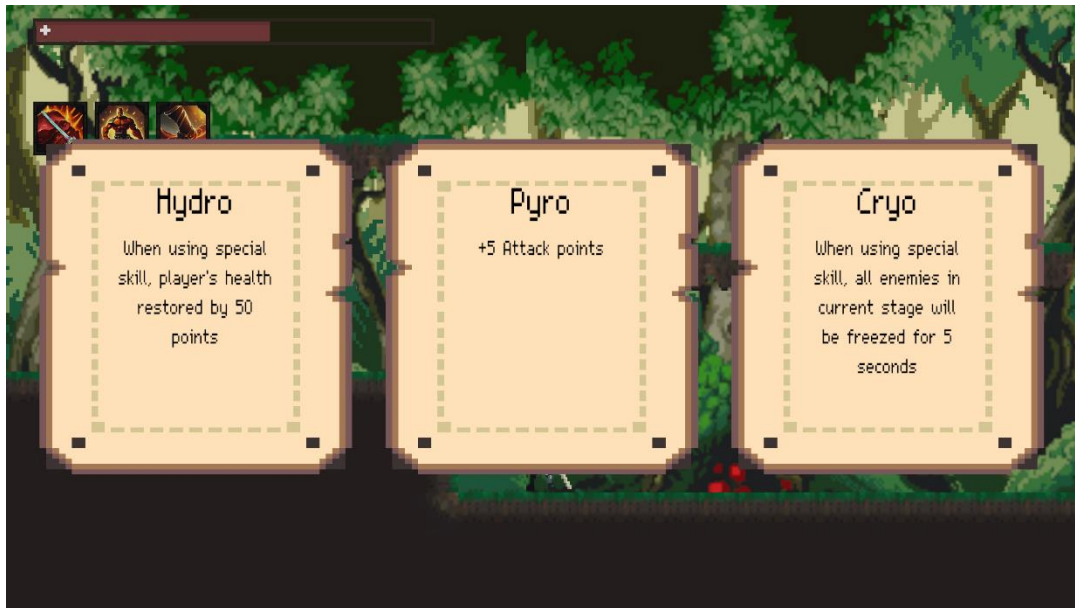 Hydro
When using special
skill, player's health
restored by 50
points
Pyro
+5 Attack points
Cryo
When using special
skill, all enemies in
current stage will
be freezed for 5
seconds